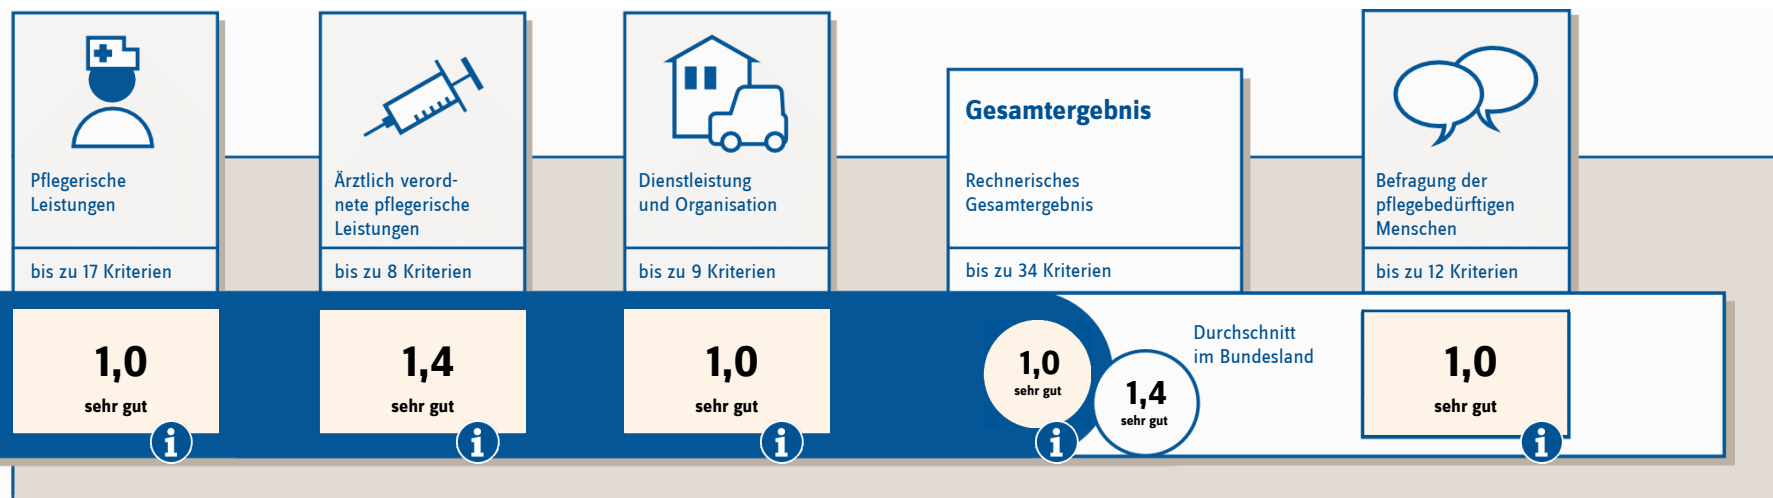 Pflegerische
Leistungen
bis zu 17 Kriterien
1,0
sehr gut
i
Ärztlich verord-
nete pflegerische
Leistungen
bis zu 8 Kriterien
1,4
sehr gut
i
Dienstleistung
und Organisation
bis zu 9 Kriterien
1,0
sehr gut
i
Gesamtergebnis
Rechnerisches
Gesamtergebnis
bis zu 34 Kriterien
1,0
sehr gut
i
Durchschnitt
im Bundesland
1,4
sehr gut
Befragung der
pflegebedürftigen
Menschen
bis zu 12 Kriterien
1,0
sehr gut
i